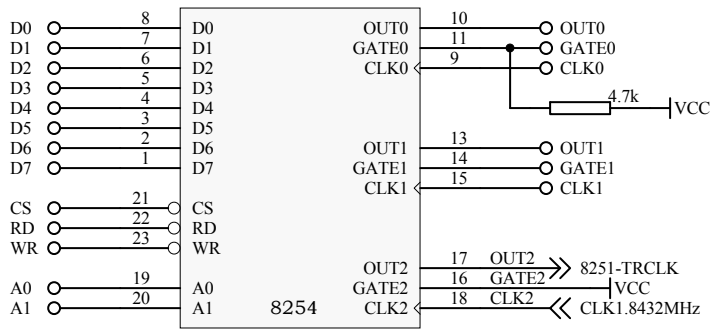 D0 8 D0 OUT0 10 OUT0
D1 7 D1 GATE0 11 GATE0
D2 6 D2 CLK0 9 CLK0
D3 5 D3
D4 4 D4 4.7k VCC
D5 3 D5
D6 2 D6 OUT1 13 OUT1
D7 1 D7 GATE1 14 GATE1
CLK1 15 CLK1
CS 21 CS
RD 22 RD
WR 23 WR
OUT2 17 OUT2 8251-TRCLK
A0 19 A0 GATE2 16 GATE2 VCC
A1 20 A1 8254 CLK2 18 CLK2 CLK1.8432MHz